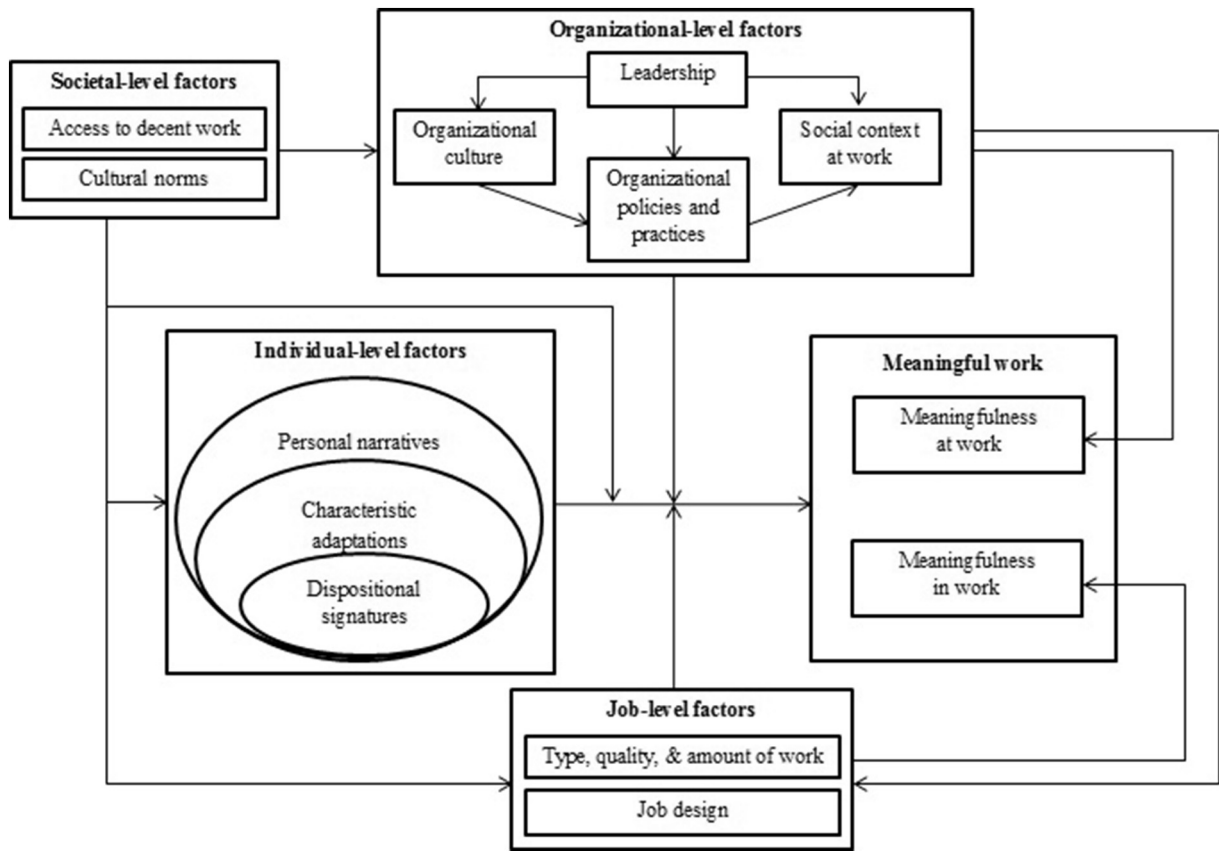 Societal-level factors
Access to decent work
Cultural norms
Organizational-level factors
Leadership
Organizational
culture
Organizational
policies and
practices
Social context
at work
Individual-level factors
Personal narratives
Characteristic
adaptations
Dispositional
signatures
Meaningful work
Meaningfulness
at work
Meaningfulness
in work
Job-level factors
Type, quality, & amount of work
Job design